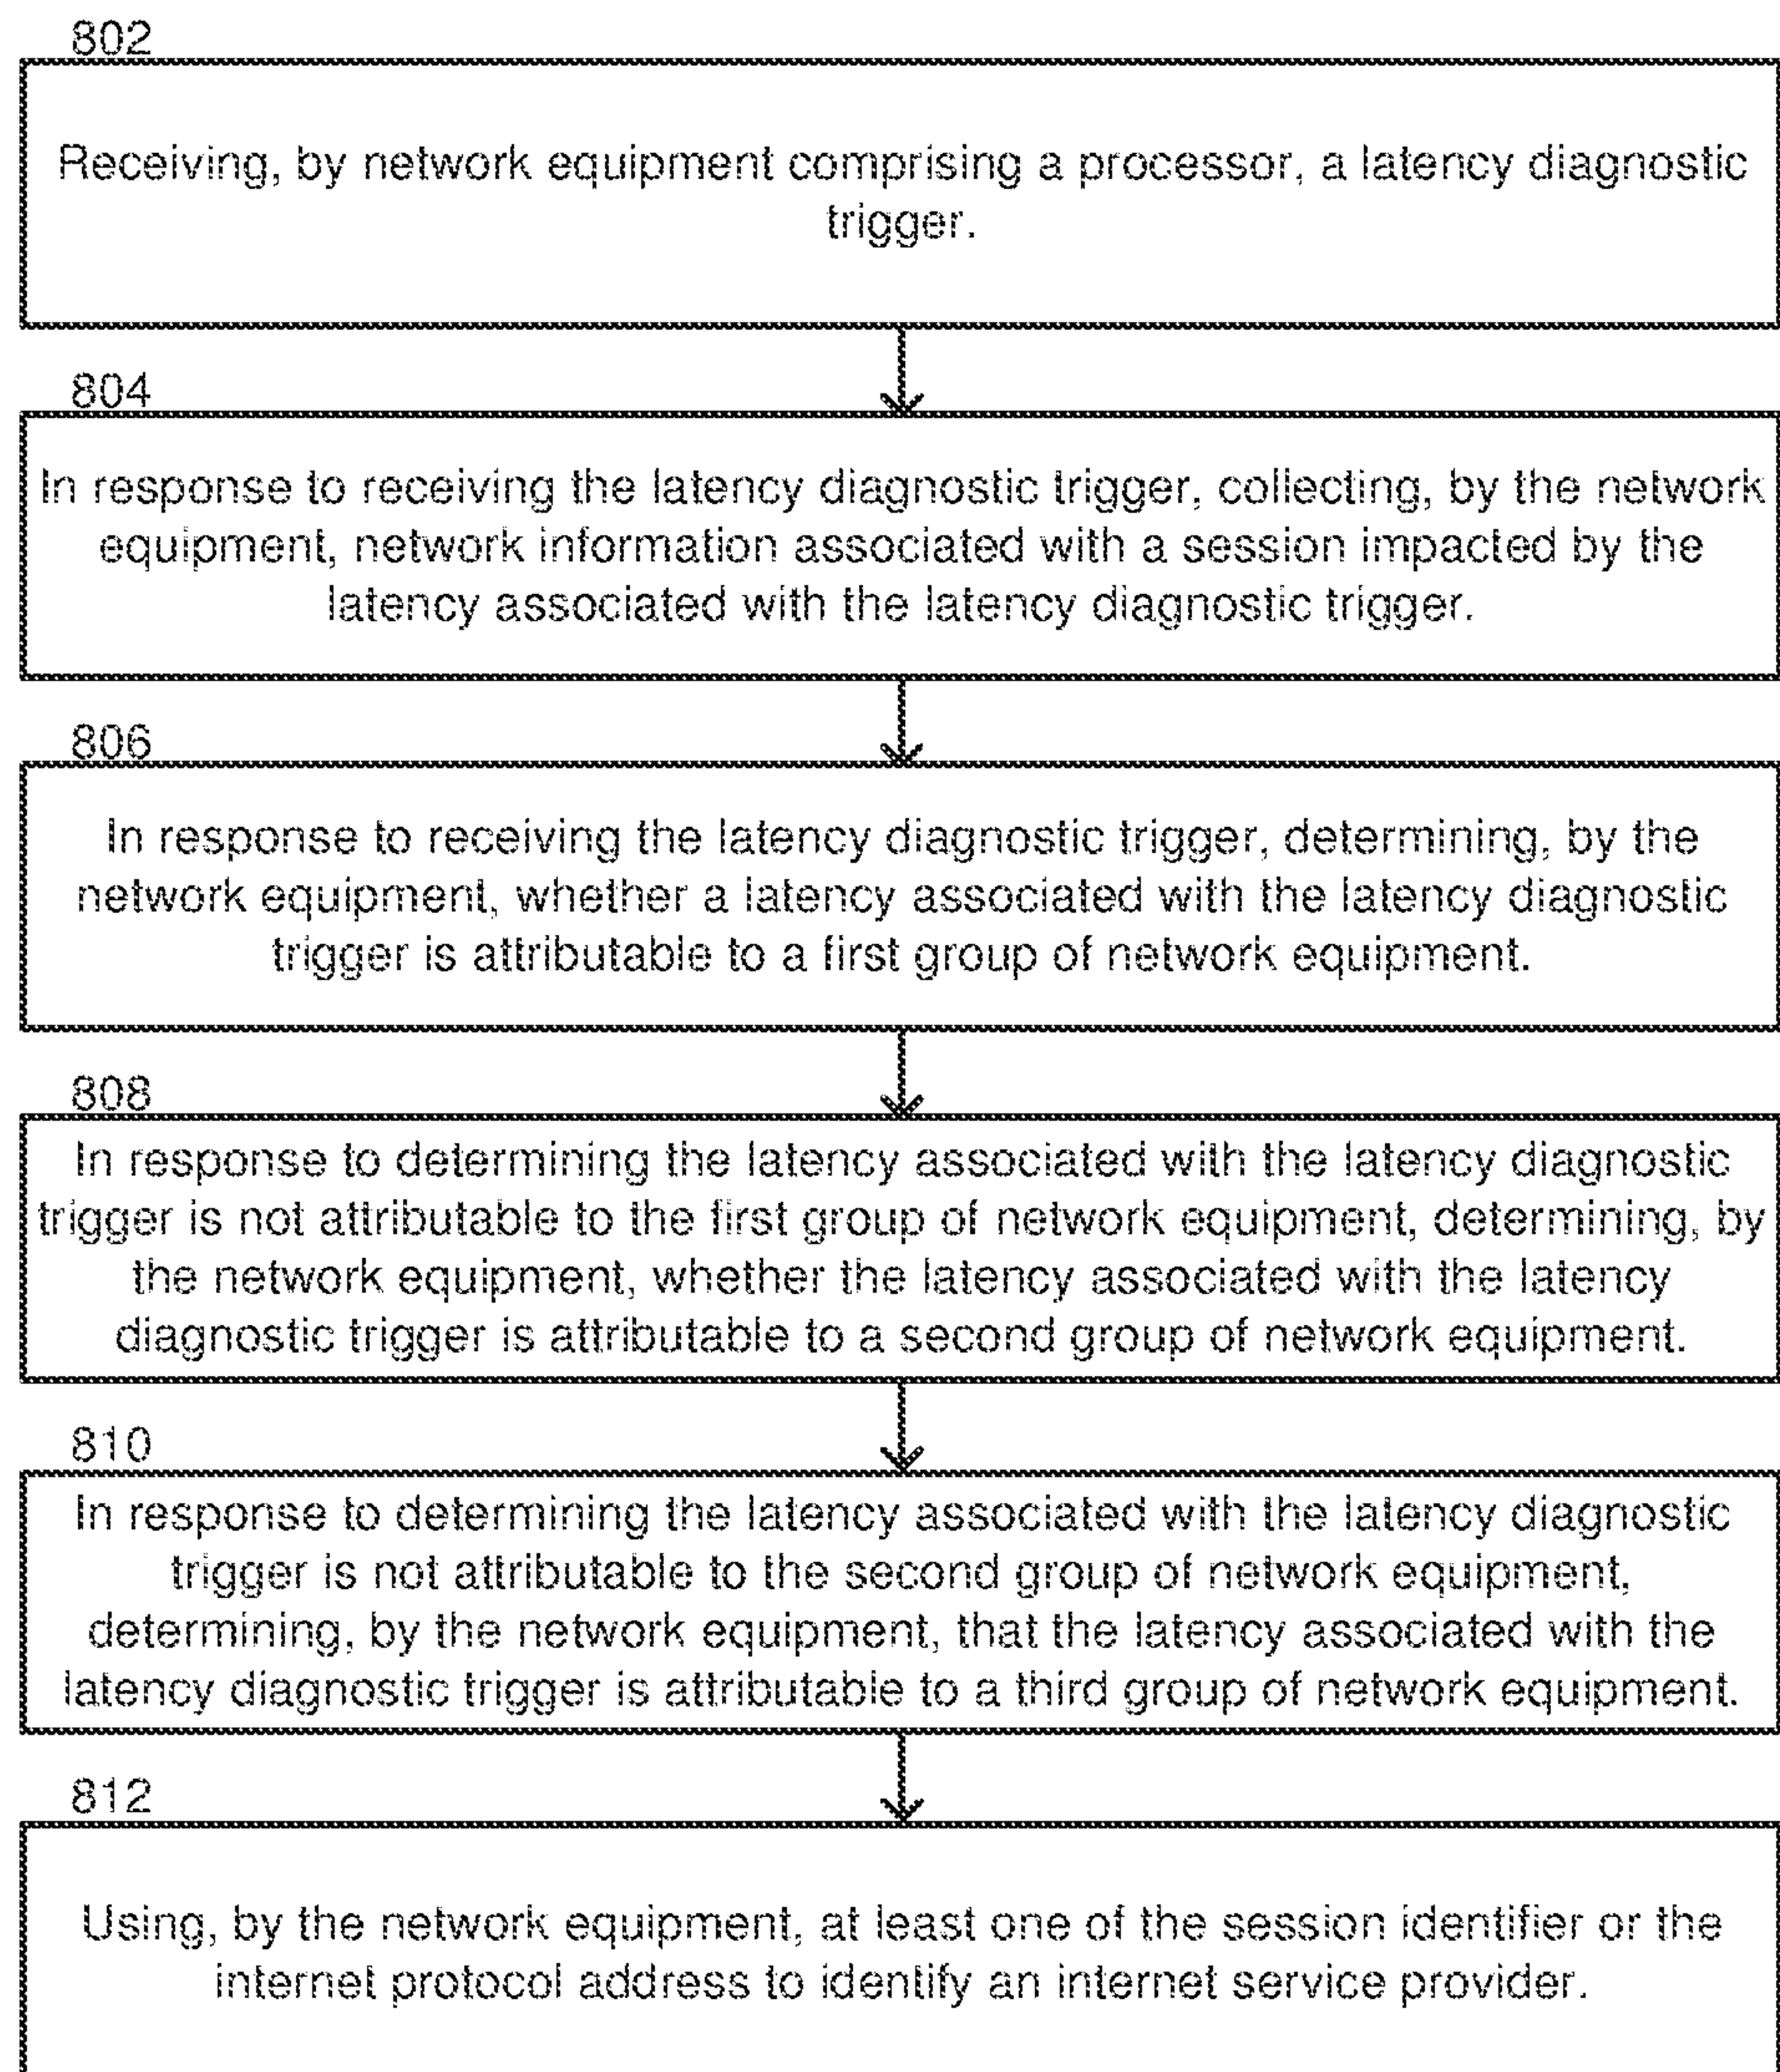 802
Receiving, by network equipment comprising a processor, a latency diagnostic
trigger.
804
In response to receiving the latency diagnostic trigger, collecting, by the network
equipment, network information associated with a session impacted by the
latency associated with the latency diagnostic trigger.
806
In response to receiving the latency diagnostic trigger, determining, by the
network equipment, whether a latency associated with the latency diagnostic
trigger is attributable to a first group of network equipment.
808
In response to determining the latency associated with the latency diagnostic
trigger is not attributable to the first group of network equipment, determining, by
the network equipment, whether the latency associated with the latency
diagnostic trigger is attributable to a second group of network equipment.
810
In response to determining the latency associated with the latency diagnostic
trigger is not attributable to the second group of network equipment,
determining, by the network equipment, that the latency associated with the
latency diagnostic trigger is attributable to a third group of network equipment.
812
Using, by the network equipment, at least one of the session identifier or the
internet protocol address to identify an internet service provider.